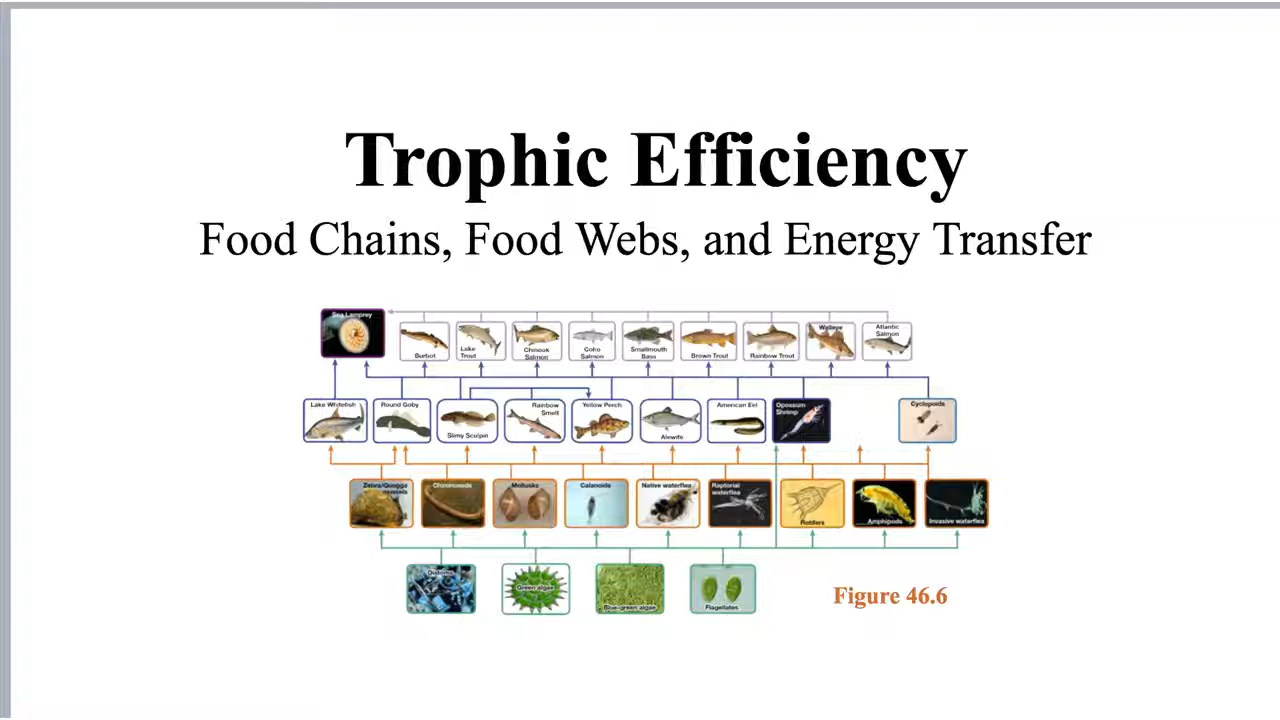 Trophic Efficiency
Food Chains, Food Webs, and Energy Transfer
Sea Lamprey
Burbot
Lake
Trout
Chinook
Salmon
Coho
Salmon
Smallmouth
Bass
Brown Trout
Rainbow Trout
Walleye
Atlantic
Salmon
Lake Whitefish
Round Goby
Slimy Sculpin
Rainbow
Smelt
Yellow Perch
Alewife
American Eel
Opossum
Shrimp
Cyclopoids
Zebra/Quagga
mussels
Chironomids
Mollusks
Calanoids
Native waterflea
Raptorial
waterflea
Rotifers
Amphipods
Invasive waterflea
Diatoms
Green algae
Blue-green algae
Flagellates
Figure 46.6